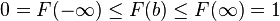 0 = F(−∞) ≤ F(b) ≤ F(∞) = 1